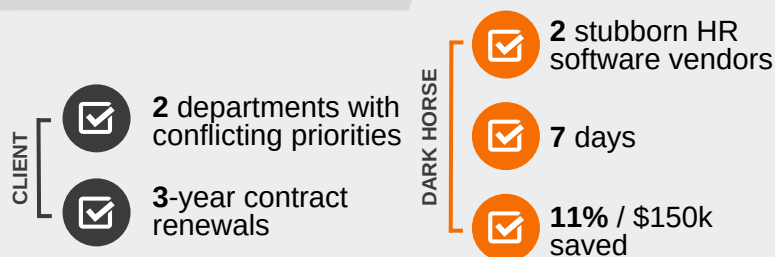 CLIENT
2 departments with
conflicting priorities
3-year contract
renewals
DARK HORSE
2 stubborn HR
software vendors
7 days
11% / $150k
saved